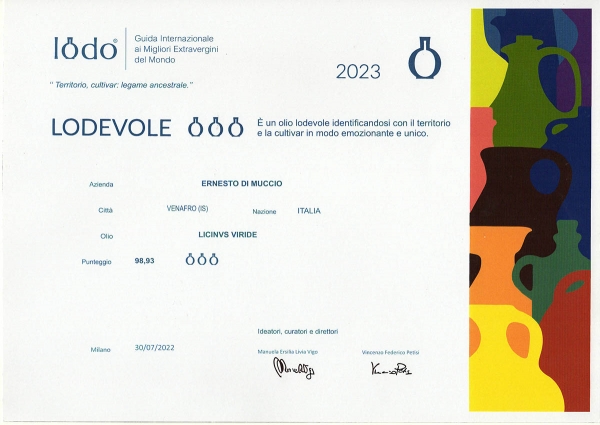 lodo®
Guida Internazionale
ai Migliori Extravergini
del Mondo
2023
" Territorio, cultivar: legame ancestrale."
LODEVOLE
È un olio lodevole identificandosi con il territorio
e la cultivar in modo emozionante e unico.
Azienda ERNESTO DI MUCCIO
Città VENAFRO (IS) Nazione ITALIA
Olio LICINVS VIRIDE
Punteggio 98,93
Ideatori, curatori e direttori
Milano 30/07/2022 Manuela Ersilia Livia Vigo Vincenzo Federico Petisi